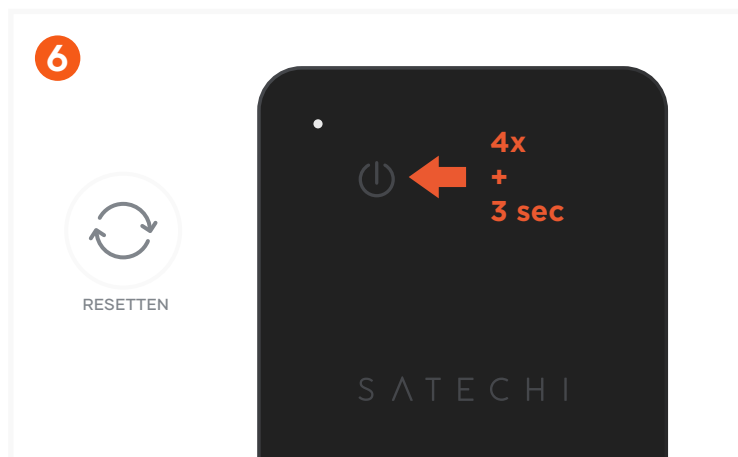 6
4x
+
3 sec
RESETTEN
SATECHI